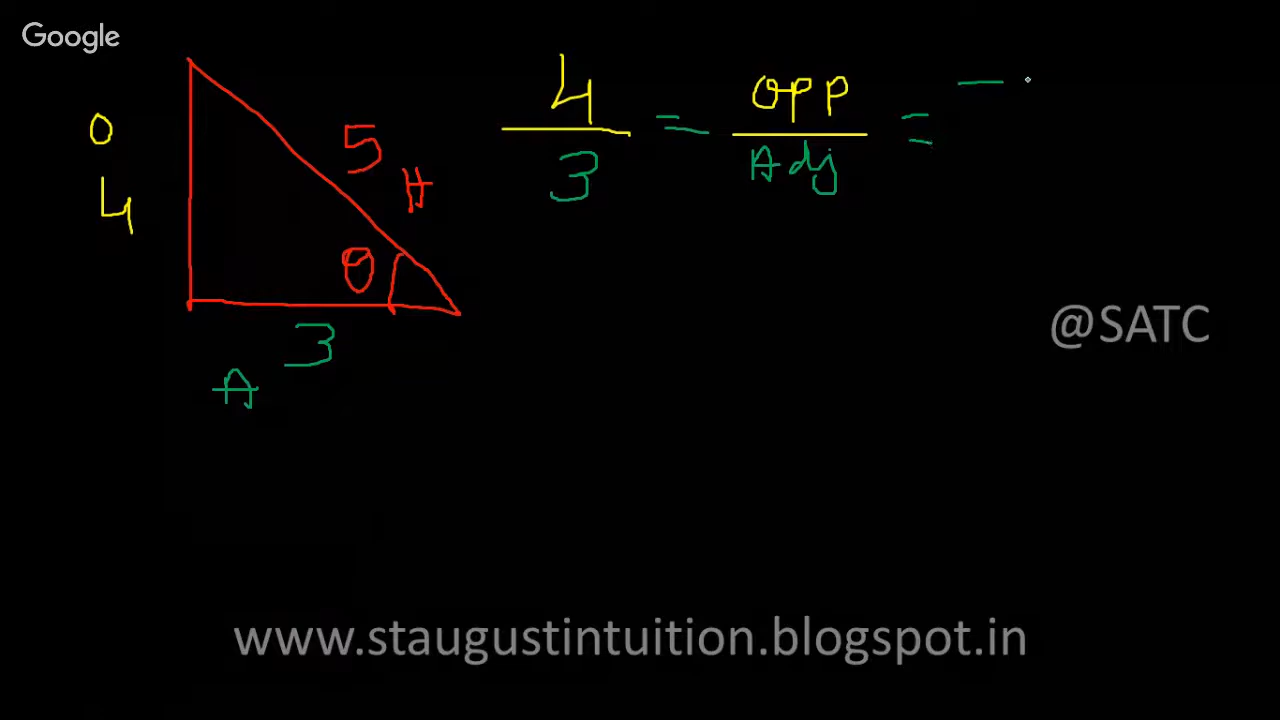 Google
O
4
5
H
θ
3
A
4/3 = opp/Adj =
@SATC
www.staugustintuition.blogspot.in